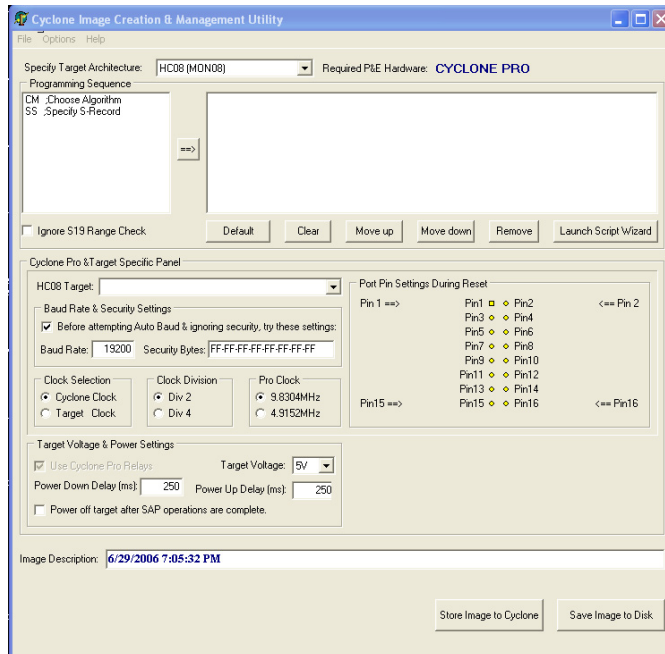 Cyclone Image Creation & Management Utility
File Options Help
Specify Target Architecture: HC08 (MON08) Required P&E Hardware: CYCLONE PRO
Programming Sequence
CM ;Choose Algorithm
SS ;Specify S-Record
==>
Ignore S19 Range Check Default Clear Move up Move down Remove Launch Script Wizard
Cyclone Pro &Target Specific Panel
HC08 Target:
Baud Rate & Security Settings
Before attempting Auto Baud & ignoring security, try these settings:
Baud Rate: 19200 Security Bytes: FF-FF-FF-FF-FF-FF-FF-FF
Clock Selection
Cyclone Clock
Target Clock
Clock Division
Div 2
Div 4
Pro Clock
9.8304MHz
4.9152MHz
Port Pin Settings During Reset
Pin 1 ==> Pin1 Pin2 <== Pin 2
Pin3 Pin4
Pin5 Pin6
Pin7 Pin8
Pin9 Pin10
Pin11 Pin12
Pin13 Pin14
Pin15 ==> Pin15 Pin16 <== Pin16
Target Voltage & Power Settings
Use Cyclone Pro Relays Target Voltage: 5V
Power Down Delay (ms): 250 Power Up Delay (ms): 250
Power off target after SAP operations are complete.
Image Description: 6/29/2006 7:05:32 PM
Store Image to Cyclone Save Image to Disk